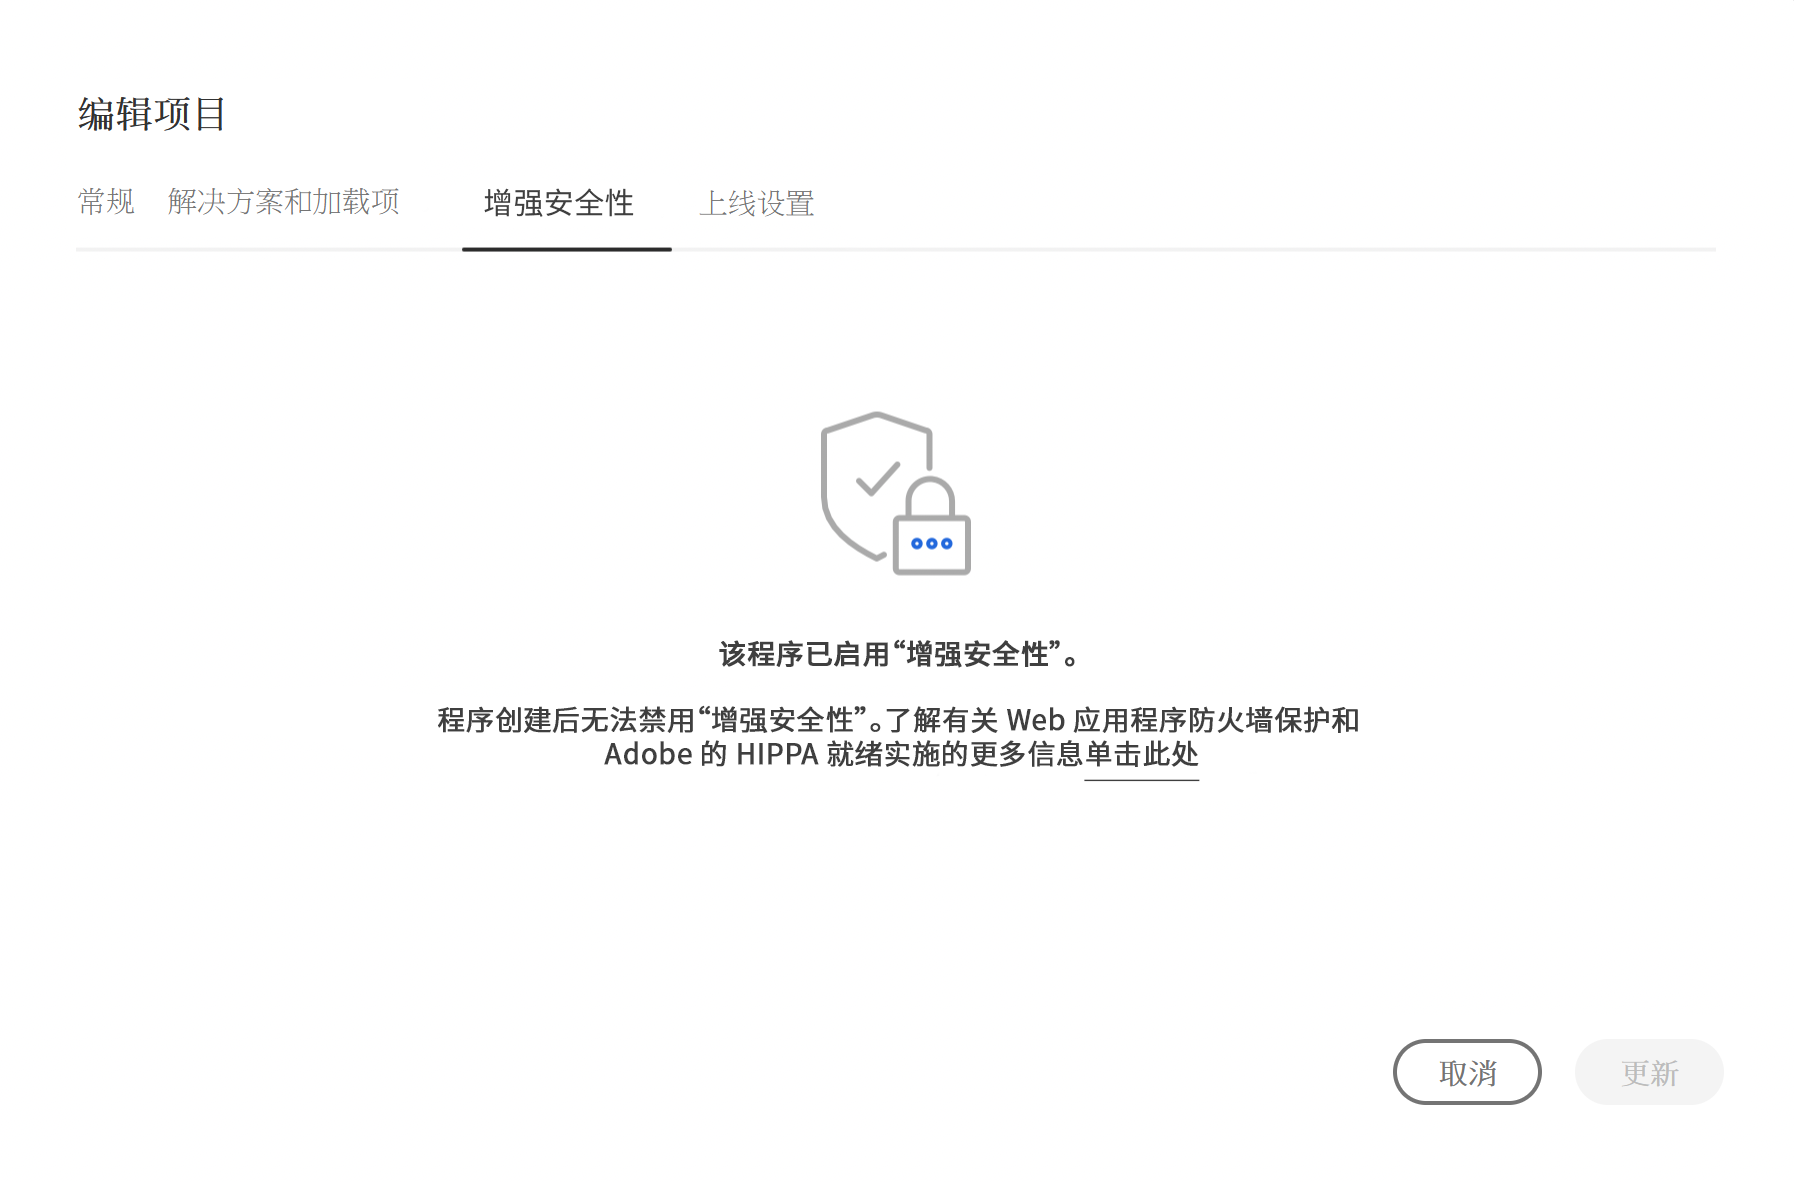 编辑项目
常规 解决方案和加载项 增强安全性 上线设置
该程序已启用“增强安全性”。
程序创建后无法禁用“增强安全性”。了解有关 Web 应用程序防火墙保护和
Adobe 的 HIPPA 就绪实施的更多信息单击此处
取消 更新